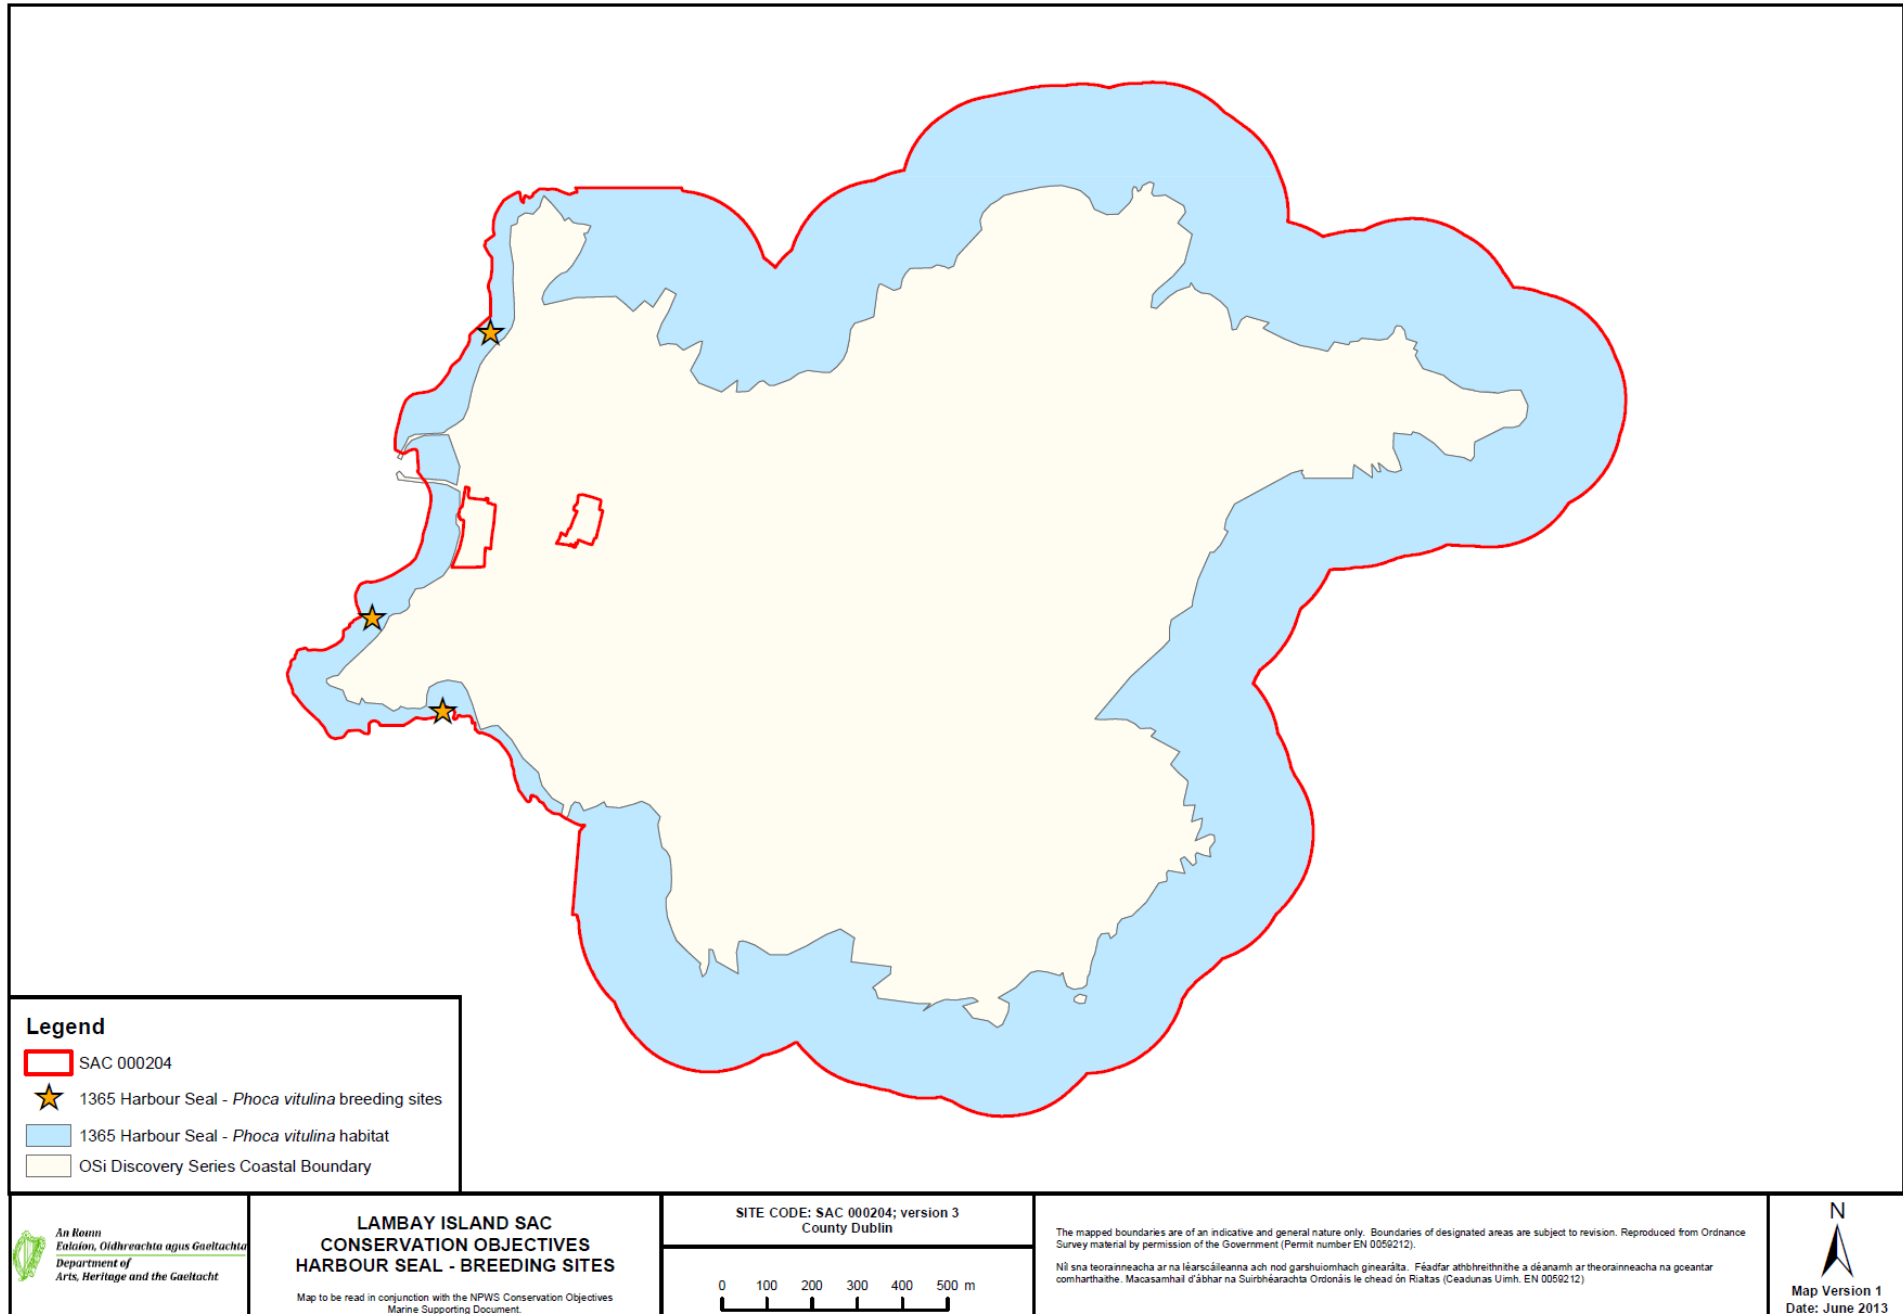 Legend
SAC 000204
1365 Harbour Seal - Phoca vitulina breeding sites
1365 Harbour Seal - Phoca vitulina habitat
OSi Discovery Series Coastal Boundary
An Roinn
Ealaíon, Oidhreachta agus Gaeltachta
Department of
Arts, Heritage and the Gaeltacht
LAMBAY ISLAND SAC
CONSERVATION OBJECTIVES
HARBOUR SEAL - BREEDING SITES
Map to be read in conjunction with the NPWS Conservation Objectives
Marine Supporting Document.
SITE CODE: SAC 000204; version 3
County Dublin
0 100 200 300 400 500 m
The mapped boundaries are of an indicative and general nature only. Boundaries of designated areas are subject to revision. Reproduced from Ordnance
Survey material by permission of the Government (Permit number EN 0059212).
Níl sna teorainneacha ar na léarscáileanna ach nod garshuiomhach ginearálta. Féadfar athbhreithnithe a déanamh ar theorainneacha na gceantar
comharthaithe. Macasamhail d'ábhar na Suirbhéarachta Ordonáis le chead ón Rialtas (Ceadunas Uimh. EN 0059212)
N
Map Version 1
Date: June 2013